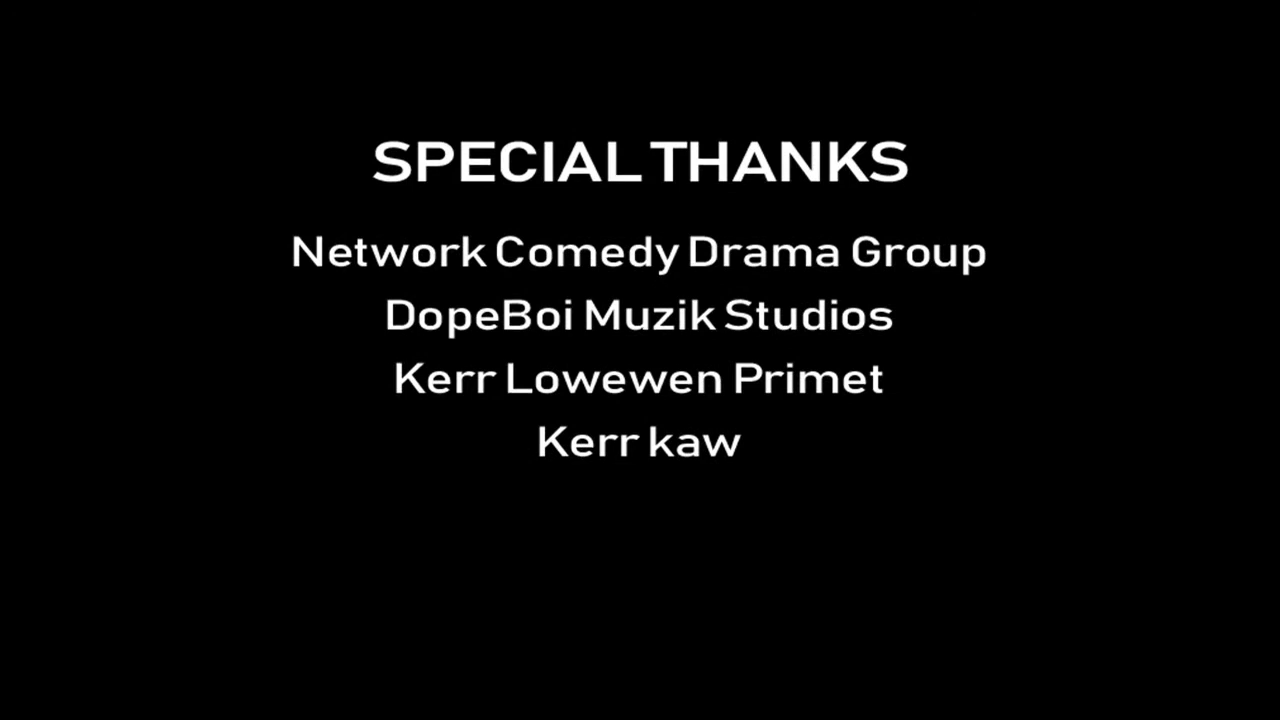 SPECIAL THANKS
Network Comedy Drama Group
DopeBoi Muzik Studios
Kerr Lowewen Primet
Kerr kaw